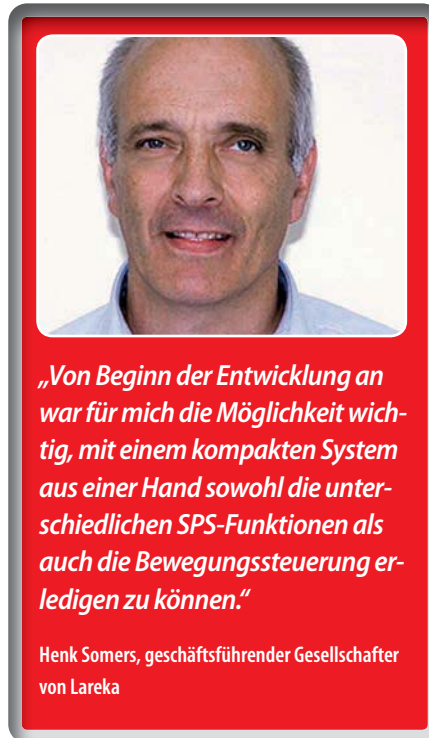 „Von Beginn der Entwicklung an
war für mich die Möglichkeit wich-
tig, mit einem kompakten System
aus einer Hand sowohl die unter-
schiedlichen SPS-Funktionen als
auch die Bewegungssteuerung er-
ledigen zu können.“
Henk Somers, geschäftsführender Gesellschafter
von Lareka